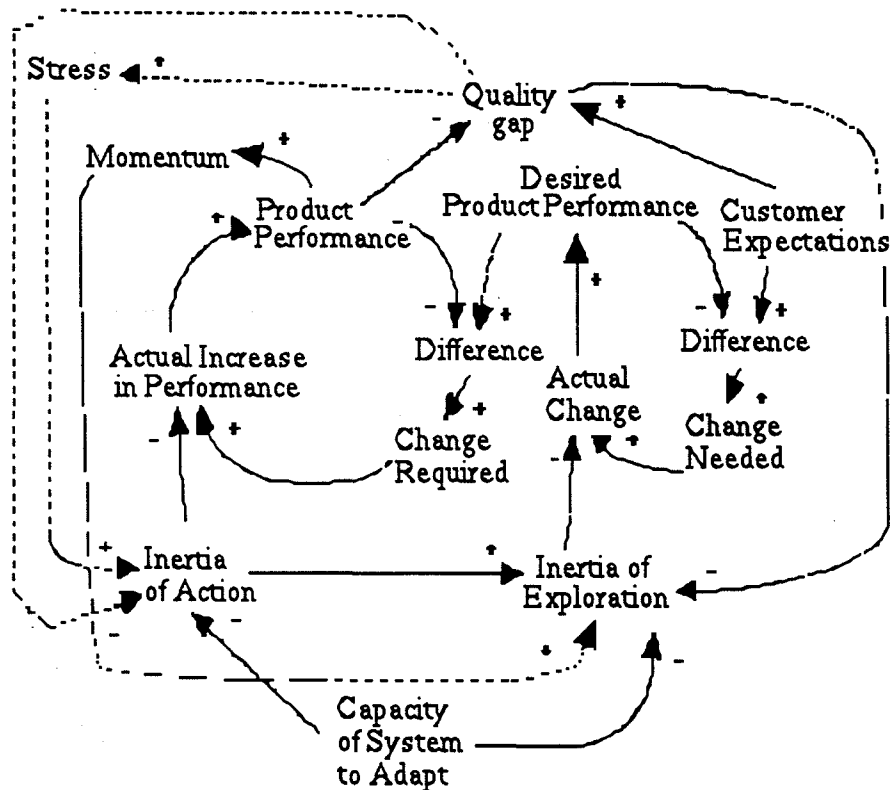 Stress
Quality
gap
Momentum
Desired
Product Performance
Product
Performance
Customer
Expectations
Actual Increase
in Performance
Difference
Difference
Actual
Change
Change
Required
Change
Needed
Inertia
of Action
Inertia of
Exploration
Capacity
of System
to Adapt